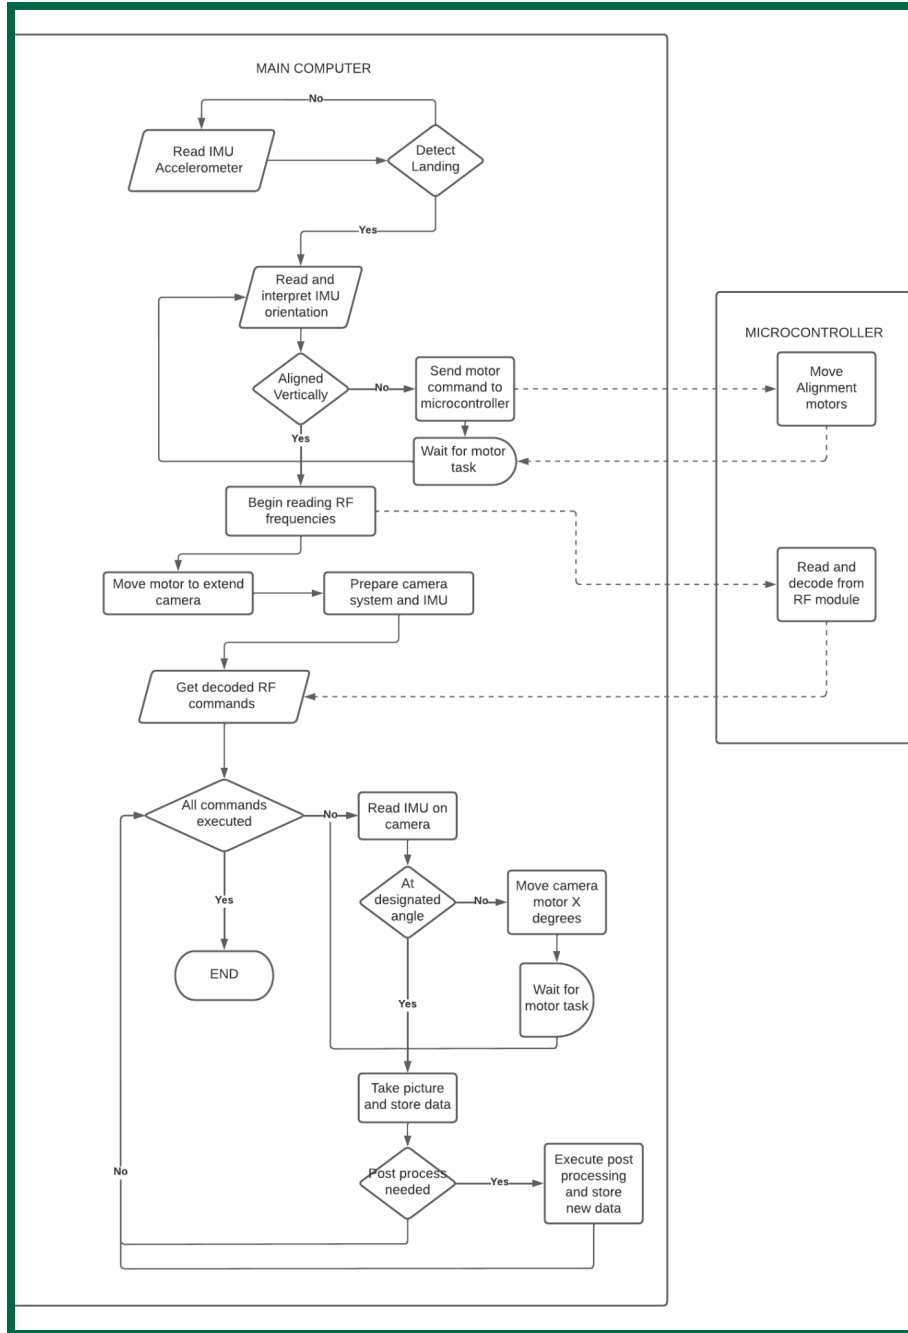 MAIN COMPUTER
No
Read IMU
Accelerometer
Detect
Landing
Yes
Read and
interpret IMU
orientation
MICROCONTROLLER
Aligned
Vertically
No
Send motor
command to
microcontroller
Move
Alignment
motors
Yes
Wait for motor
task
Begin reading RF
frequencies
Move motor to extend
camera
Prepare camera
system and IMU
Read and
decode from
RF module
Get decoded RF
commands
All commands
executed
No
Read IMU on
camera
Yes
At
designated
angle
No
Move camera
motor X
degrees
END
Yes
Wait for
motor task
Take picture
and store data
No
Post process
needed
Yes
Execute post
processing
and store
new data